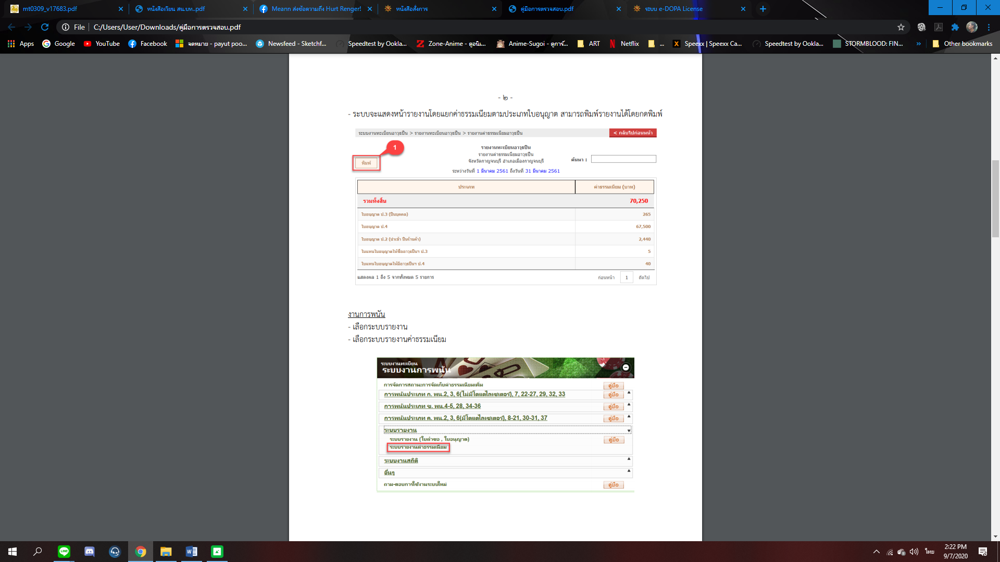 mt0309_v17683.pdf
หนังสือเวียน สน.บท..pdf
Meann ส่งข้อความถึง Hurt Renger!
หนังสือสั่งการ
คู่มือการตรวจสอบ.pdf
ระบบ e-DOPA License
File C:/Users/User/Downloads/คู่มือการตรวจสอบ.pdf
Apps Google YouTube Facebook จดหมาย - payut poo... Newsfeed - Sketchf... Speedtest by Ookla... Zone-Anime - ดูอนิเ... Anime-Sugoi - ดูการ์... ART Netflix ... Speexx | Speexx Ca... Speedtest by Ookla... STORMBLOOD: FIN... » Other bookmarks
- ๒ -
- ระบบจะแสดงหน้ารายงานโดยแยกค่าธรรมเนียมตามประเภทใบอนุญาต สามารถพิมพ์รายงานได้โดยกดพิมพ์
ระบบงานทะเบียนอาวุธปืน > รายงานทะเบียนอาวุธปืน > รายงานค่าธรรมเนียมอาวุธปืน
< กลับไปก่อนหน้า
1
พิมพ์
รายงานทะเบียนอาวุธปืน
รายงานค่าธรรมเนียมอาวุธปืน
จังหวัดกาญจนบุรี อำเภอเมืองกาญจนบุรี
ค้นหา :
ระหว่างวันที่ 1 มีนาคม 2561 ถึงวันที่ 31 มีนาคม 2561
ประเภท ค่าธรรมเนียม (บาท)
รวมทั้งสิ้น 70,250
ใบอนุญาต ป.3 (ปืนบุคคล) 265
ใบอนุญาต ป.4 67,500
ใบอนุญาต ป.2 (นำเข้า ปืนร้านค้า) 2,440
ใบแทนใบอนุญาตให้ซื้ออาวุธปืนฯ ป.3 5
ใบแทนใบอนุญาตให้มีอาวุธปืนฯ ป.4 40
แสดงผล 1 ถึง 5 จากทั้งหมด 5 รายการ ก่อนหน้า 1 ถัดไป
งานการพนัน
- เลือกระบบรายงาน
- เลือกระบบรายงานค่าธรรมเนียม
ระบบงานทะเบียน
ระบบงานการพนัน
การจัดการสถานะการจัดเก็บค่าธรรมเนียมเพิ่ม คู่มือ
การพนันประเภท ก. พน.2, 3, 6(ไม่มีโตแตไลเซเตอร์), 7, 22-27, 29, 32, 33 คู่มือ
การพนันประเภท ข. พน.4-5, 28, 34-36 คู่มือ
การพนันประเภท ค. พน.2, 3, 6(มีโตแตไลเซเตอร์), 8-21, 30-31, 37 คู่มือ
ระบบรายงาน
ระบบรายงาน (ใบคำขอ , ใบอนุญาต) คู่มือ
ระบบรายงานค่าธรรมเนียม
ระบบงานสถิติ
อื่นๆ
ถาม-ตอบการใช้งานระบบใหม่ คู่มือ
ไทย
2:22 PM
9/7/2020